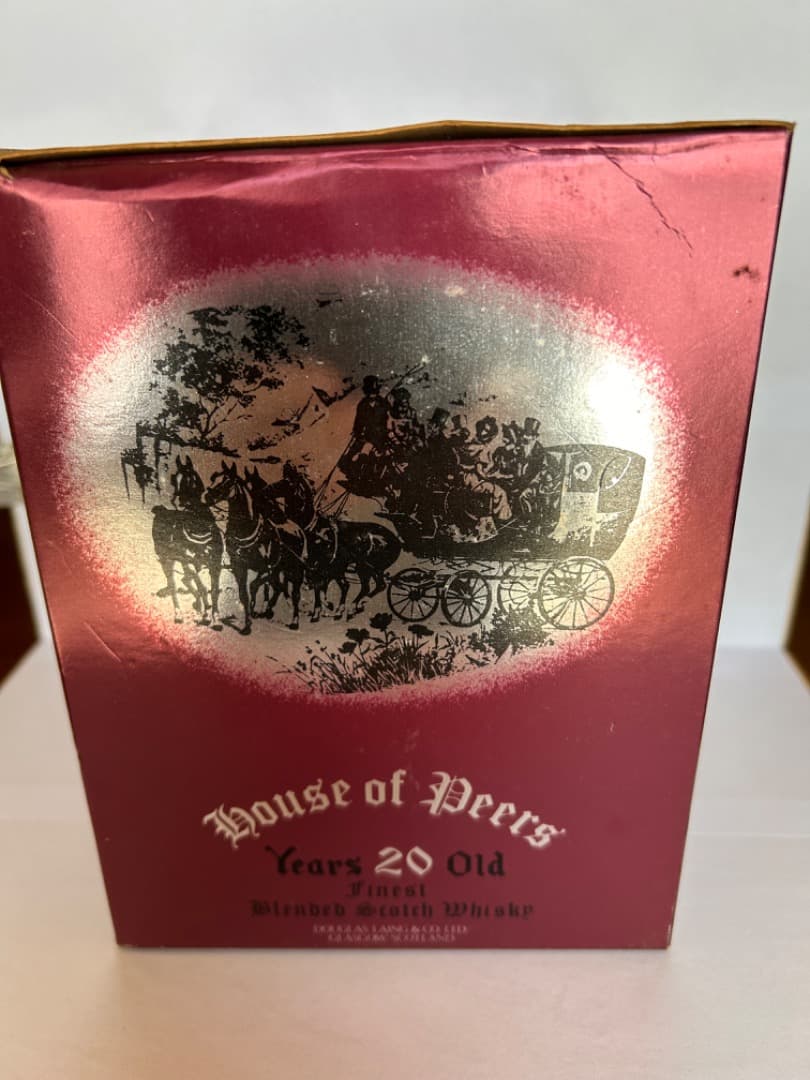 House of Peers
Years 20 Old
Finest
Blended Scotch Whisky
DOUGLAS LAING & CO. LTD.
GLASGOW SCOTLAND